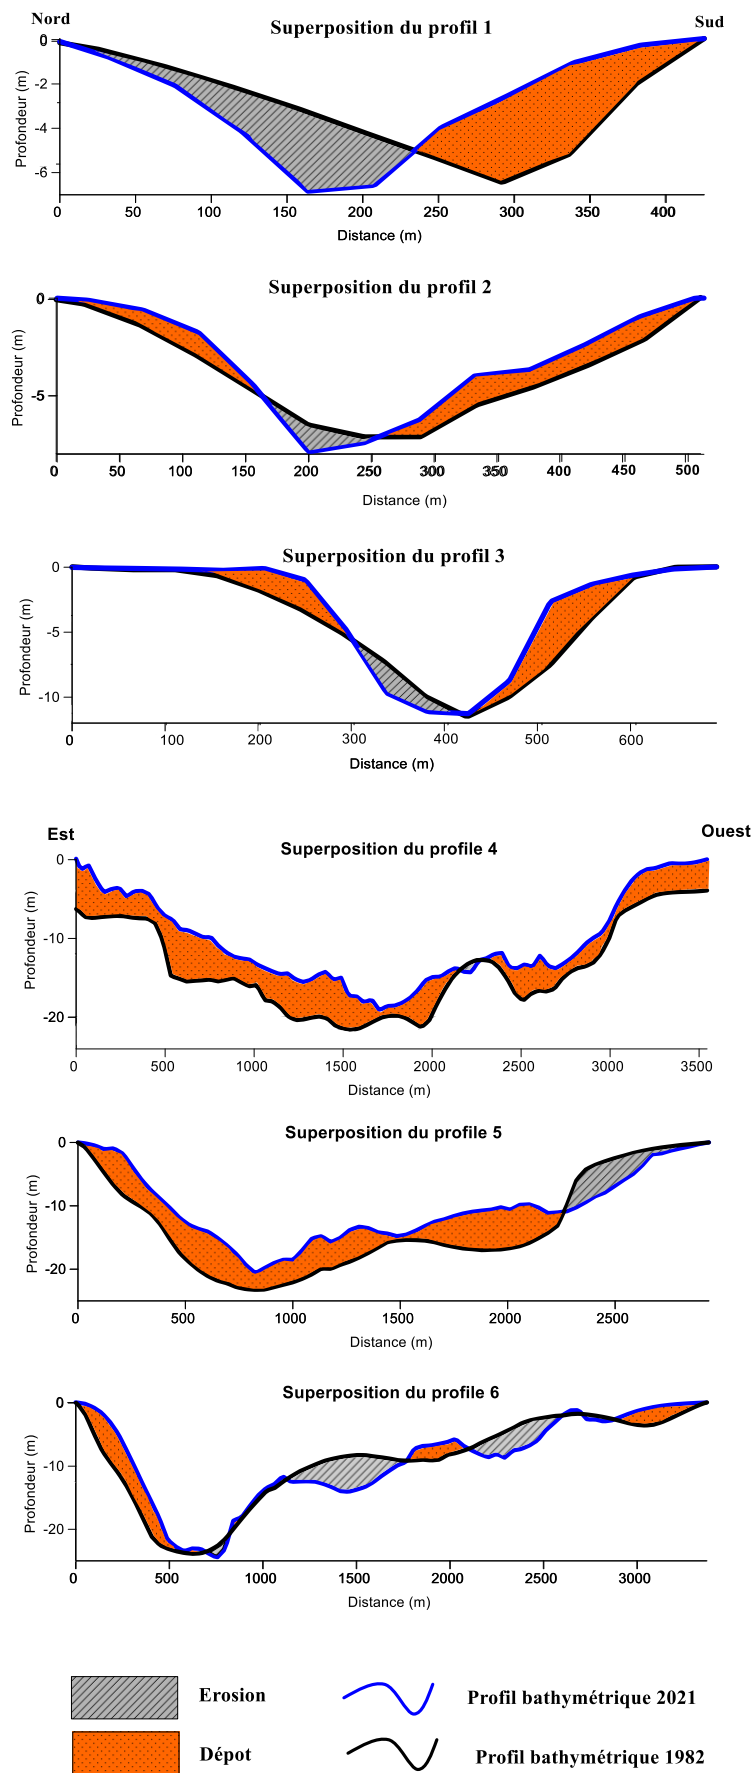 Nord
Superposition du profil 1
Sud
0
-2
-4
-6
Profondeur (m)
0 50 100 150 200 250 300 350 400
Distance (m)
Superposition du profil 2
0
-5
Profondeur (m)
0 50 100 150 200 250 300 350 400 450 500
Distance (m)
Superposition du profil 3
0
-5
-10
Profondeur (m)
0 100 200 300 400 500 600
Distance (m)
Est
Ouest
Superposition du profile 4
0
-10
-20
Profondeur (m)
0 500 1000 1500 2000 2500 3000 3500
Distance (m)
Superposition du profile 5
0
-10
-20
Profondeur (m)
0 500 1000 1500 2000 2500
Distance (m)
Superposition du profile 6
0
-10
-20
Profondeur (m)
0 500 1000 1500 2000 2500 3000
Distance (m)
Erosion
Profil bathymétrique 2021
Dépot
Profil bathymétrique 1982